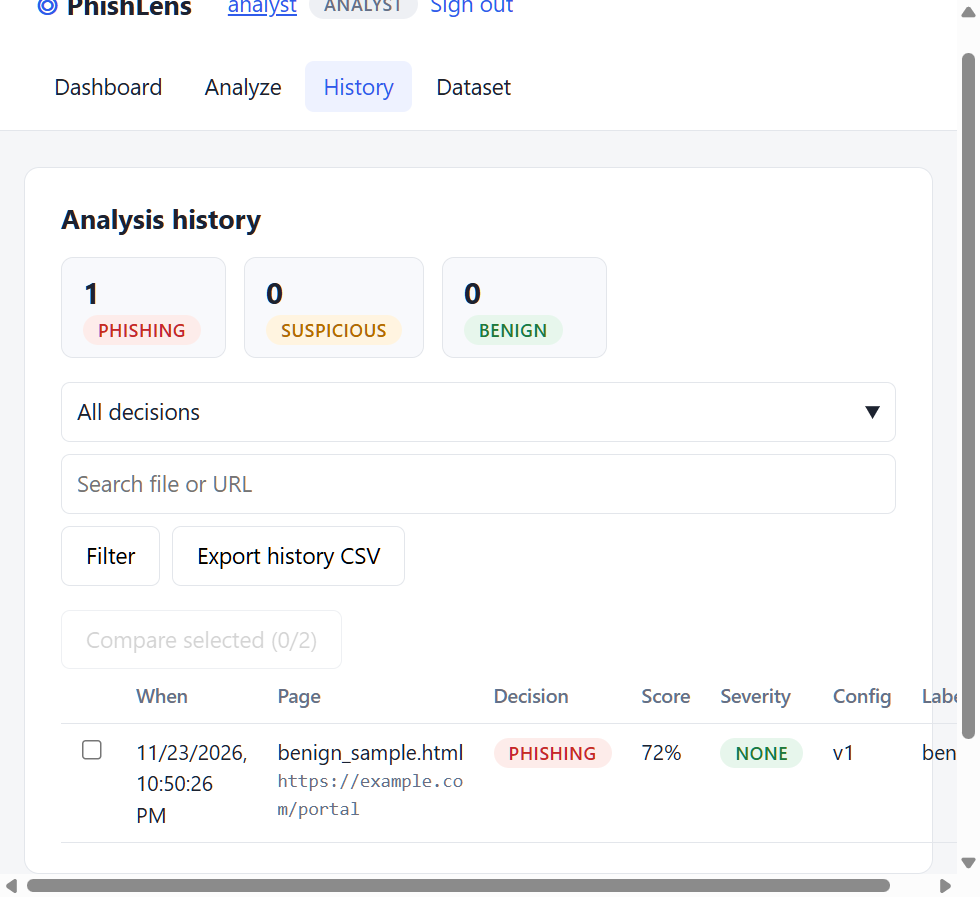 PhishLens analyst ANALYST Sign out
Dashboard Analyze History Dataset
Analysis history
1 0 0
PHISHING SUSPICIOUS BENIGN
All decisions
Search file or URL
Filter Export history CSV
Compare selected (0/2)
When Page Decision Score Severity Config Labe
11/23/2026, benign_sample.html PHISHING 72% NONE v1 ben
10:50:26 https://example.co
PM m/portal